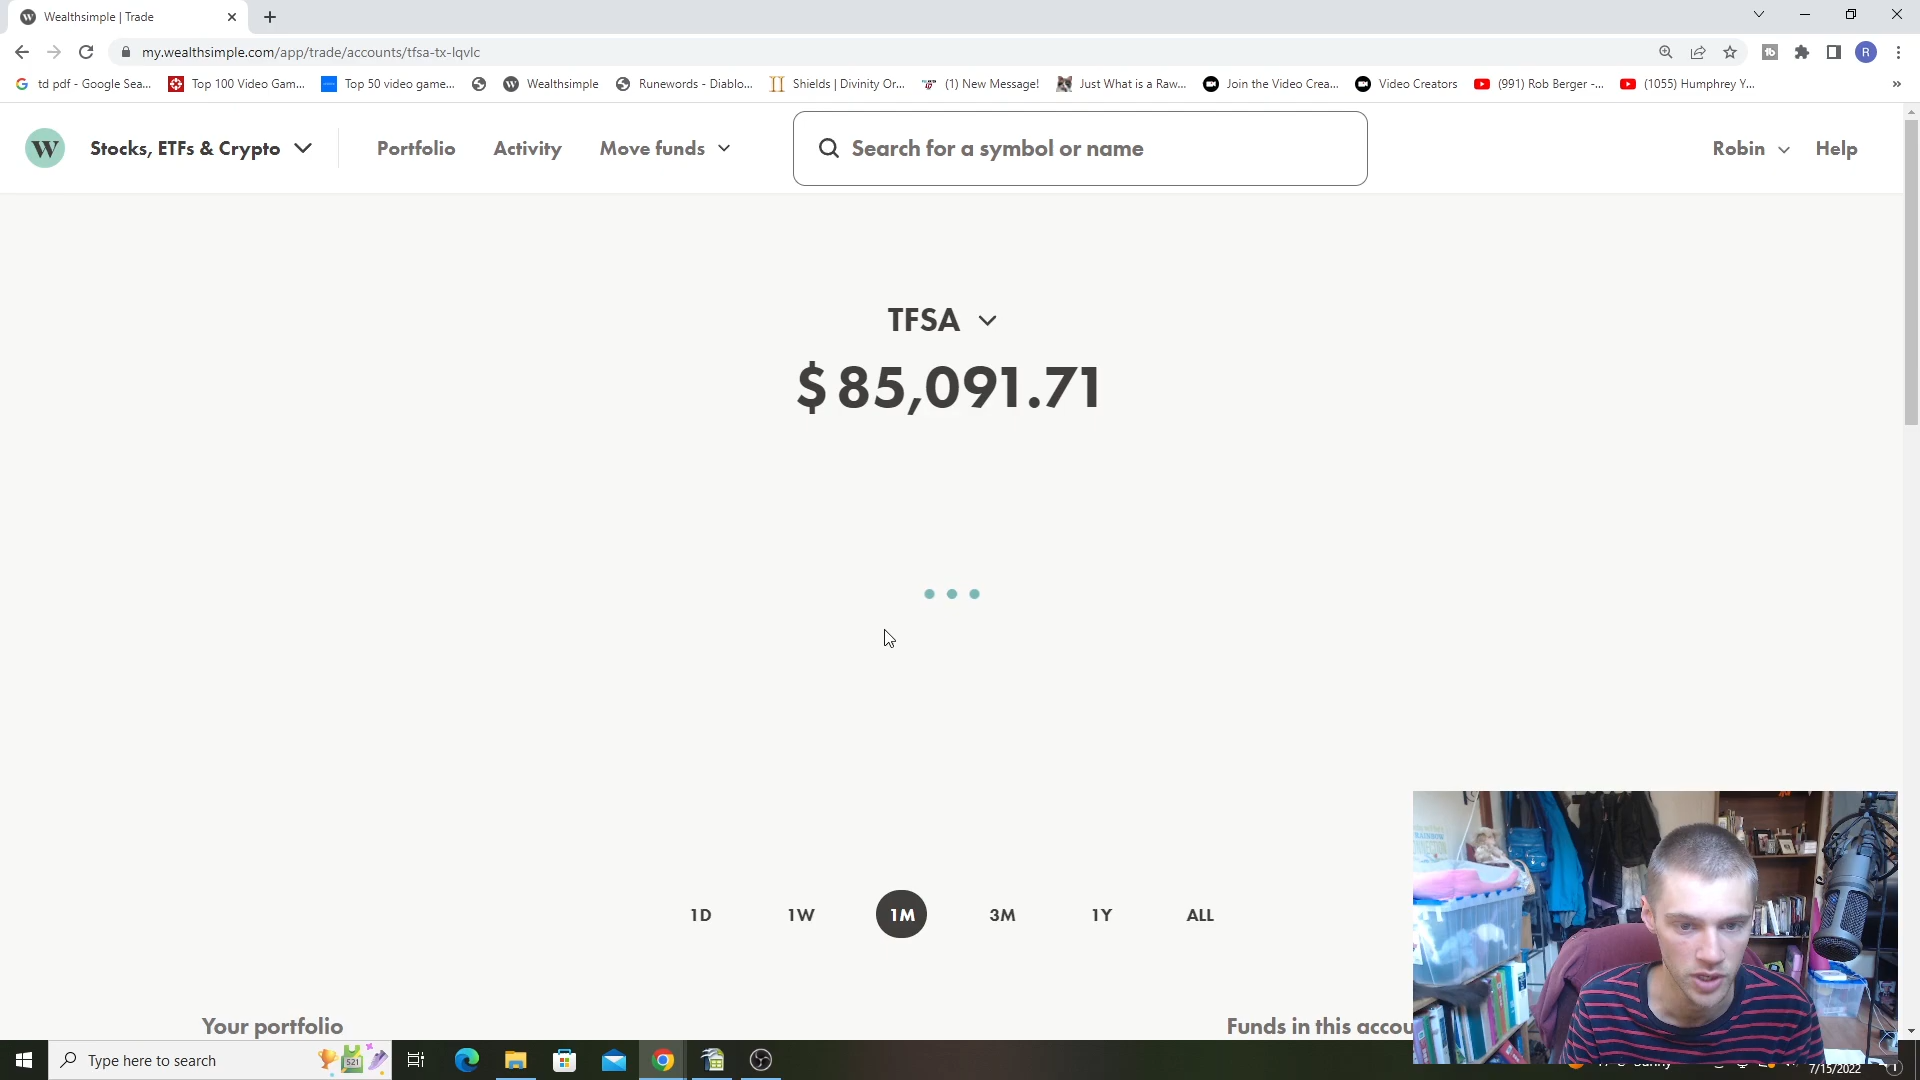 Wealthsimple | Trade
my.wealthsimple.com/app/trade/accounts/tfsa-tx-lqvlc
td pdf - Google Sea... Top 100 Video Gam... Top 50 video game... Wealthsimple Runewords - Diablo... Shields | Divinity Or... (1) New Message! Just What is a Raw... Join the Video Crea... Video Creators (991) Rob Berger -... (1055) Humphrey Y... »
W Stocks, ETFs & Crypto Portfolio Activity Move funds Search for a symbol or name Robin Help
TFSA
$ 85,091.71
1D 1W 1M 3M 1Y ALL
Your portfolio Funds in this accou
Type here to search
7/15/2022